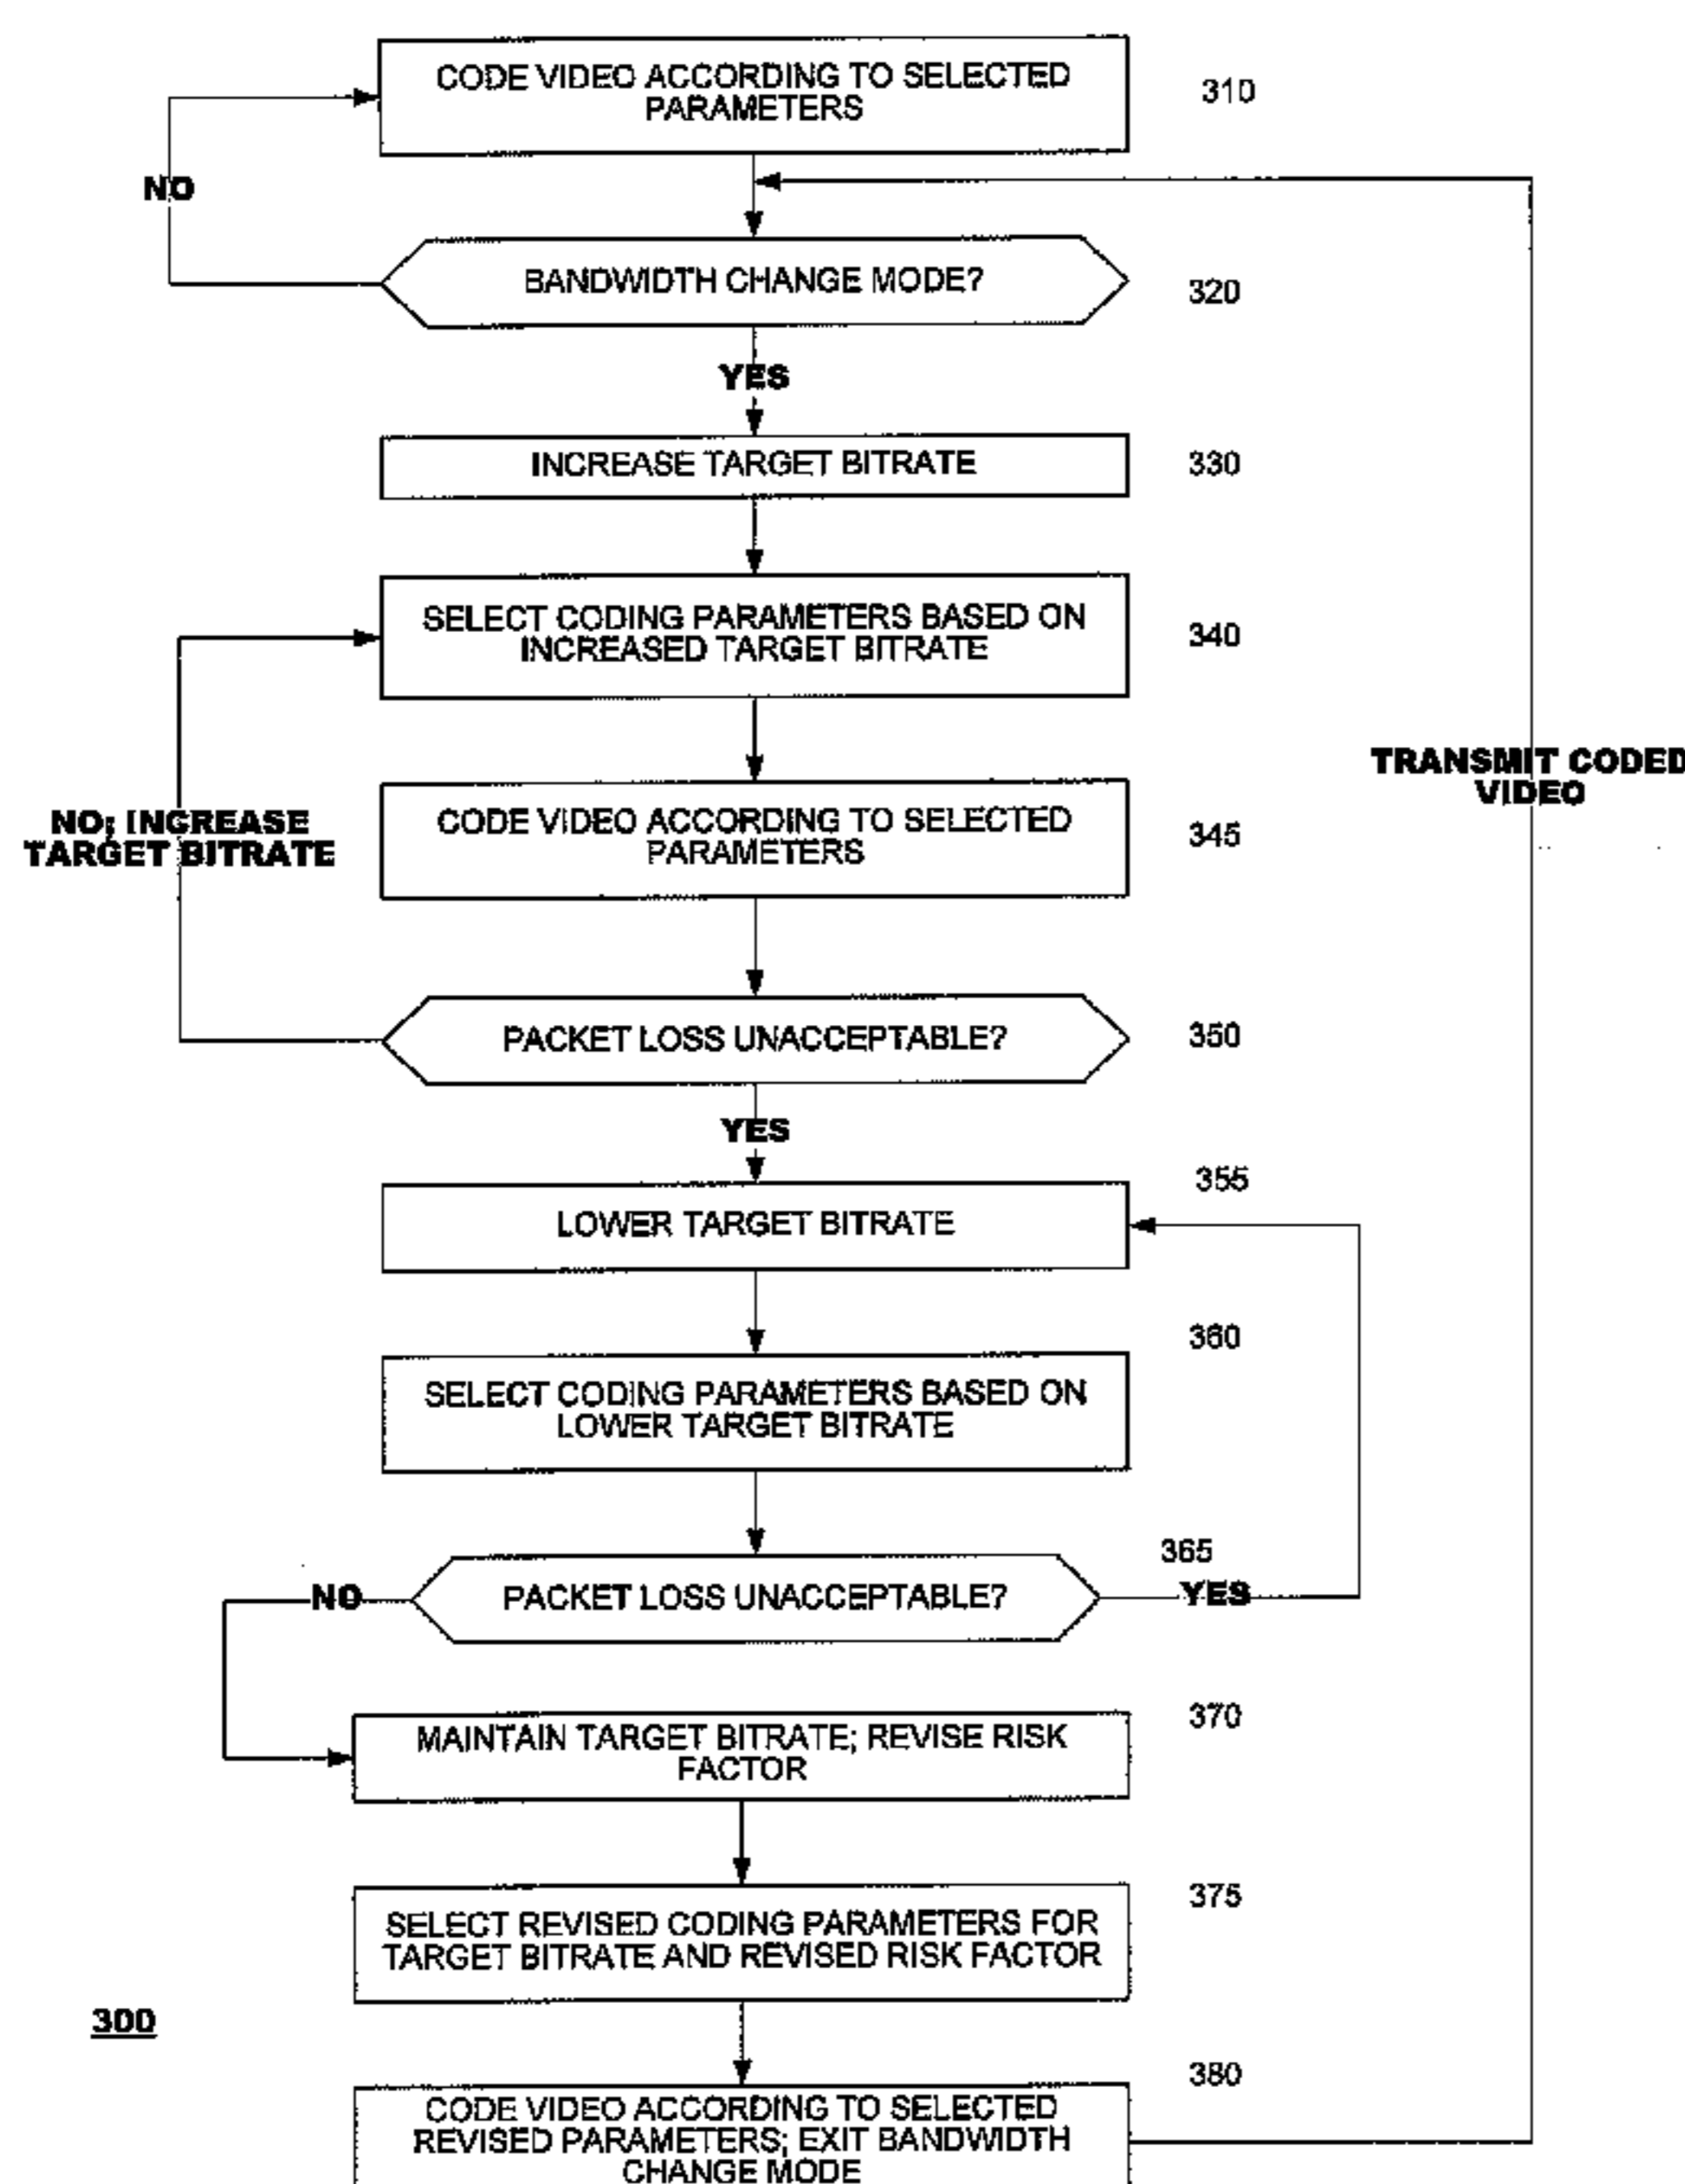 CODE VIDEO ACCORDING TO SELECTED
PARAMETERS
310
NO
BANDWIDTH CHANGE MODE?
320
YES
INCREASE TARGET BITRATE
330
SELECT CODING PARAMETERS BASED ON
INCREASED TARGET BITRATE
340
TRANSMIT CODED
VIDEO
NO; INCREASE
TARGET BITRATE
CODE VIDEO ACCORDING TO SELECTED
PARAMETERS
345
PACKET LOSS UNACCEPTABLE?
350
YES
355
LOWER TARGET BITRATE
360
SELECT CODING PARAMETERS BASED ON
LOWER TARGET BITRATE
365
NO
PACKET LOSS UNACCEPTABLE?
YES
370
MAINTAIN TARGET BITRATE; REVISE RISK
FACTOR
375
SELECT REVISED CODING PARAMETERS FOR
TARGET BITRATE AND REVISED RISK FACTOR
300
380
CODE VIDEO ACCORDING TO SELECTED
REVISED PARAMETERS; EXIT BANDWIDTH
CHANGE MODE